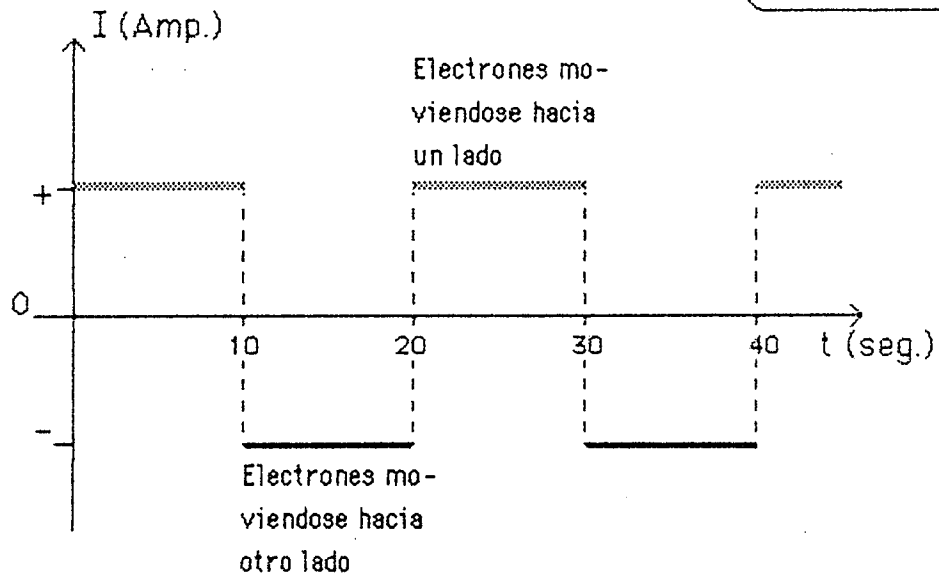 I (Amp.)
Electrones mo-
viendose hacia
un lado
+
0
10 20 30 40 t (seg.)
-
Electrones mo-
viendose hacia
otro lado